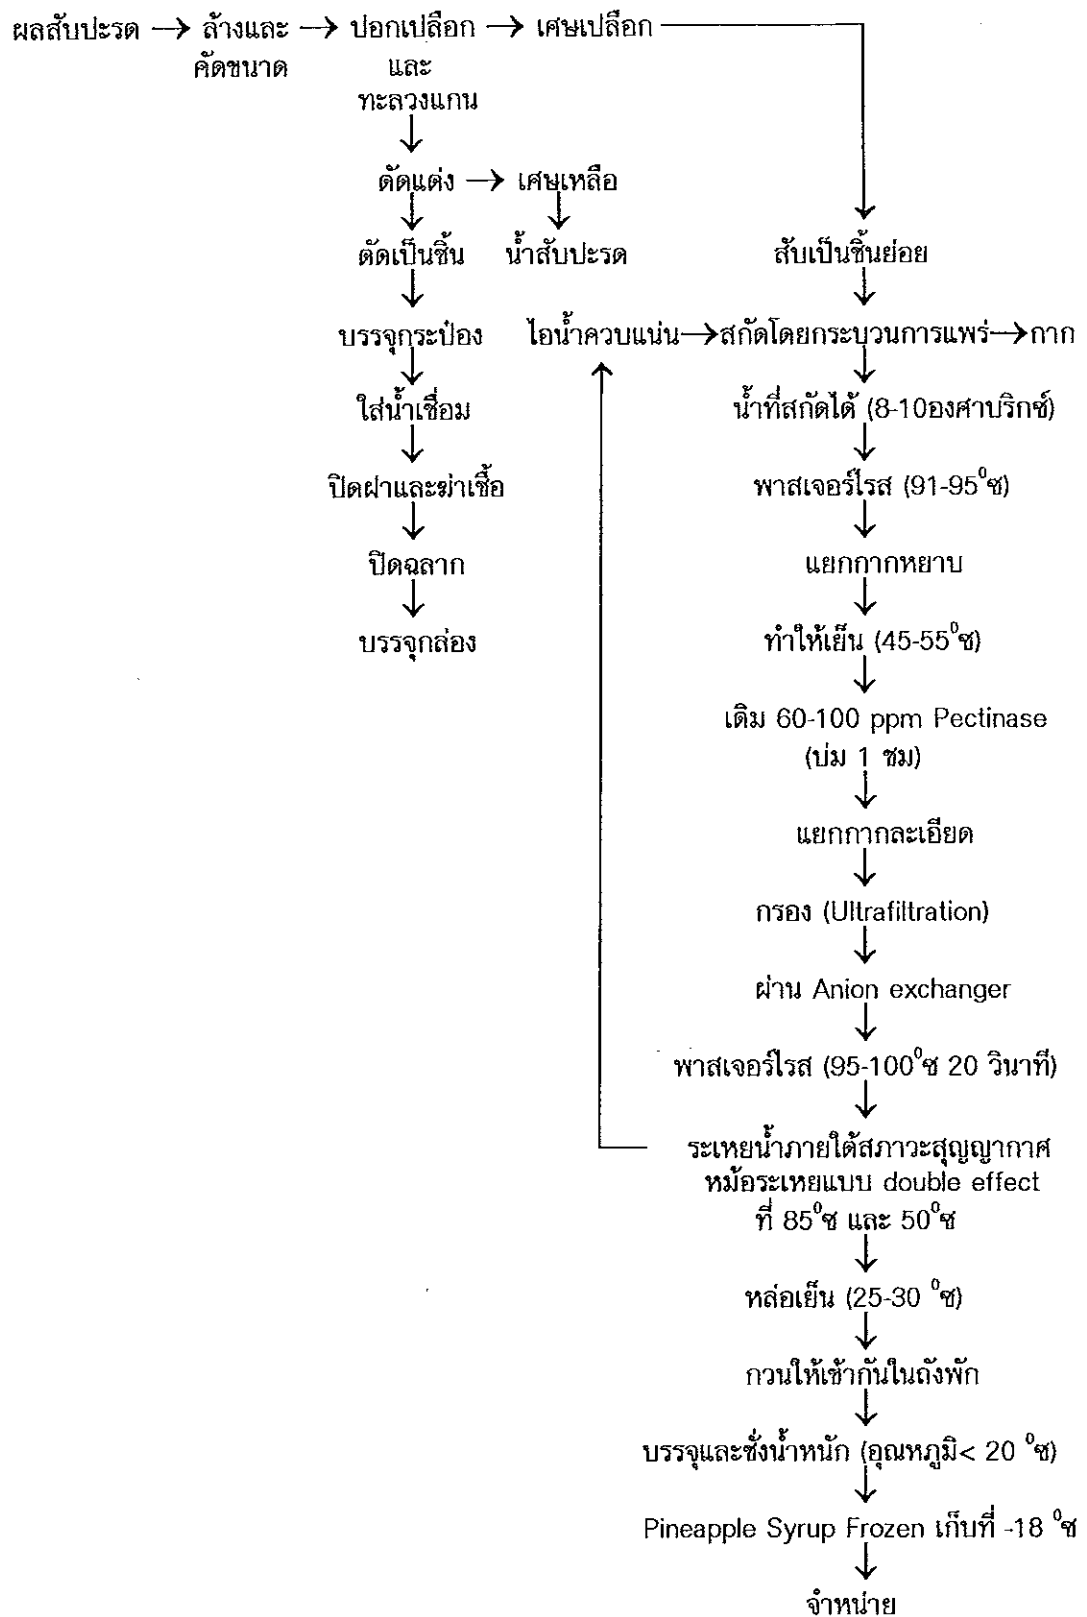 ผลสับปะรด → ล้างและ → ปอกเปลือก → เศษเปลือก
คัดขนาด และ
ทะลวงแกน
ตัดแต่ง → เศษเหลือ
ตัดเป็นชิ้น น้ำสับปะรด สับเป็นชิ้นย่อย
บรรจุกระป๋อง ไอน้ำควบแน่น → สกัดโดยกระบวนการแพร่ → กาก
ใส่น้ำเชื่อม น้ำที่สกัดได้ (8-10องศาบริกซ์)
ปิดฝาและฆ่าเชื้อ พาสเจอร์ไรส (91-95⁰ซ)
ปิดฉลาก แยกกากหยาบ
บรรจุกล่อง ทำให้เย็น (45-55⁰ซ)
เติม 60-100 ppm Pectinase
(บ่ม 1 ชม)
แยกกากละเอียด
กรอง (Ultrafiltration)
ผ่าน Anion exchanger
พาสเจอร์ไรส (95-100⁰ซ 20 วินาที)
ระเหยน้ำภายใต้สภาวะสุญญากาศ
หม้อระเหยแบบ double effect
ที่ 85⁰ซ และ 50⁰ซ
หล่อเย็น (25-30 ⁰ซ)
กวนให้เข้ากันในถังพัก
บรรจุและชั่งน้ำหนัก (อุณหภูมิ< 20 ⁰ซ)
Pineapple Syrup Frozen เก็บที่ -18 ⁰ซ
จำหน่าย